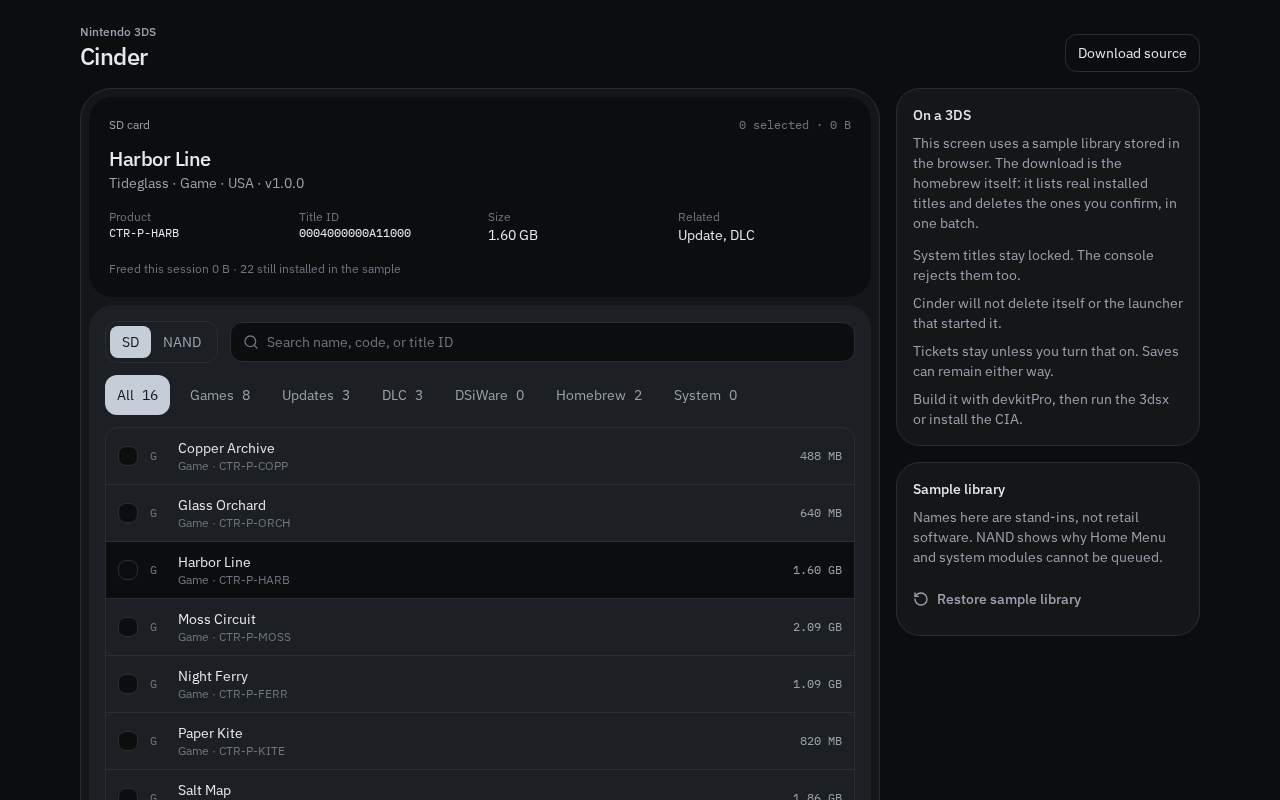 Nintendo 3DS
Cinder
Download source
SD card
0 selected · 0 B
Harbor Line
Tideglass · Game · USA · v1.0.0
Product
CTR-P-HARB
Title ID
0004000000A11000
Size
1.60 GB
Related
Update, DLC
Freed this session 0 B · 22 still installed in the sample
SD NAND
Search name, code, or title ID
All 16 Games 8 Updates 3 DLC 3 DSiWare 0 Homebrew 2 System 0
G Copper Archive 488 MB
Game · CTR-P-COPP
G Glass Orchard 640 MB
Game · CTR-P-ORCH
G Harbor Line 1.60 GB
Game · CTR-P-HARB
G Moss Circuit 2.09 GB
Game · CTR-P-MOSS
G Night Ferry 1.09 GB
Game · CTR-P-FERR
G Paper Kite 820 MB
Game · CTR-P-KITE
G Salt Map 1.86 GB
On a 3DS
This screen uses a sample library stored in
the browser. The download is the
homebrew itself: it lists real installed
titles and deletes the ones you confirm, in
one batch.
System titles stay locked. The console
rejects them too.
Cinder will not delete itself or the launcher
that started it.
Tickets stay unless you turn that on. Saves
can remain either way.
Build it with devkitPro, then run the 3dsx
or install the CIA.
Sample library
Names here are stand-ins, not retail
software. NAND shows why Home Menu
and system modules cannot be queued.
Restore sample library